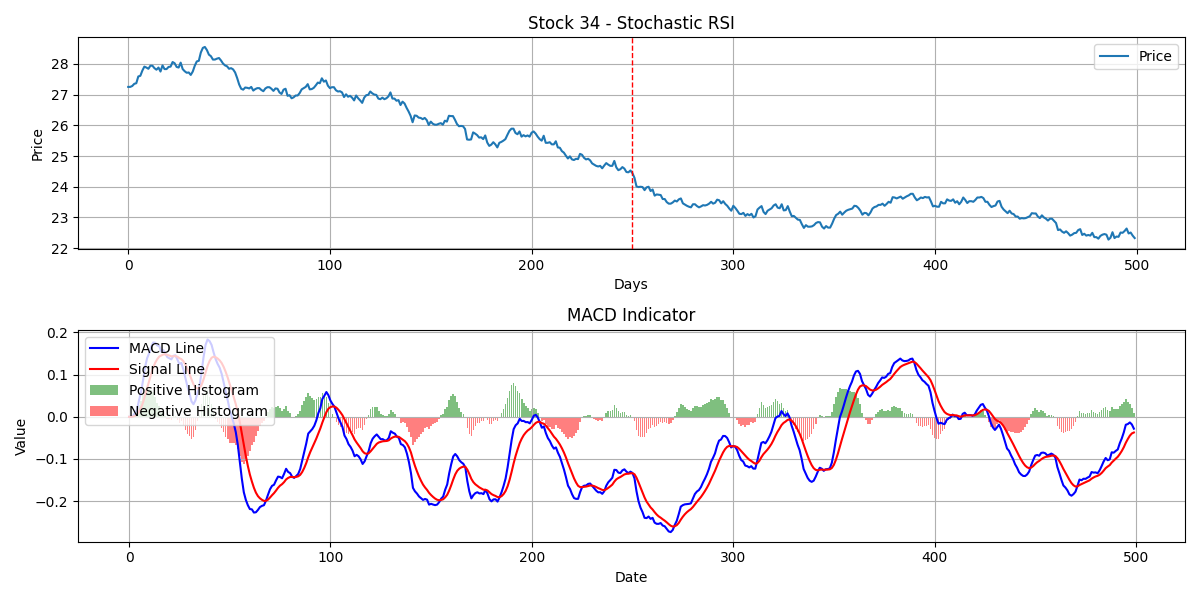 Stock 34 - Stochastic RSI
Price
28
27
26
25
24
23
22
Price
0
100
200
300
400
500
Days
MACD Indicator
MACD Line
Signal Line
Positive Histogram
Negative Histogram
0.2
0.1
0.0
−0.1
−0.2
Value
0
100
200
300
400
500
Date